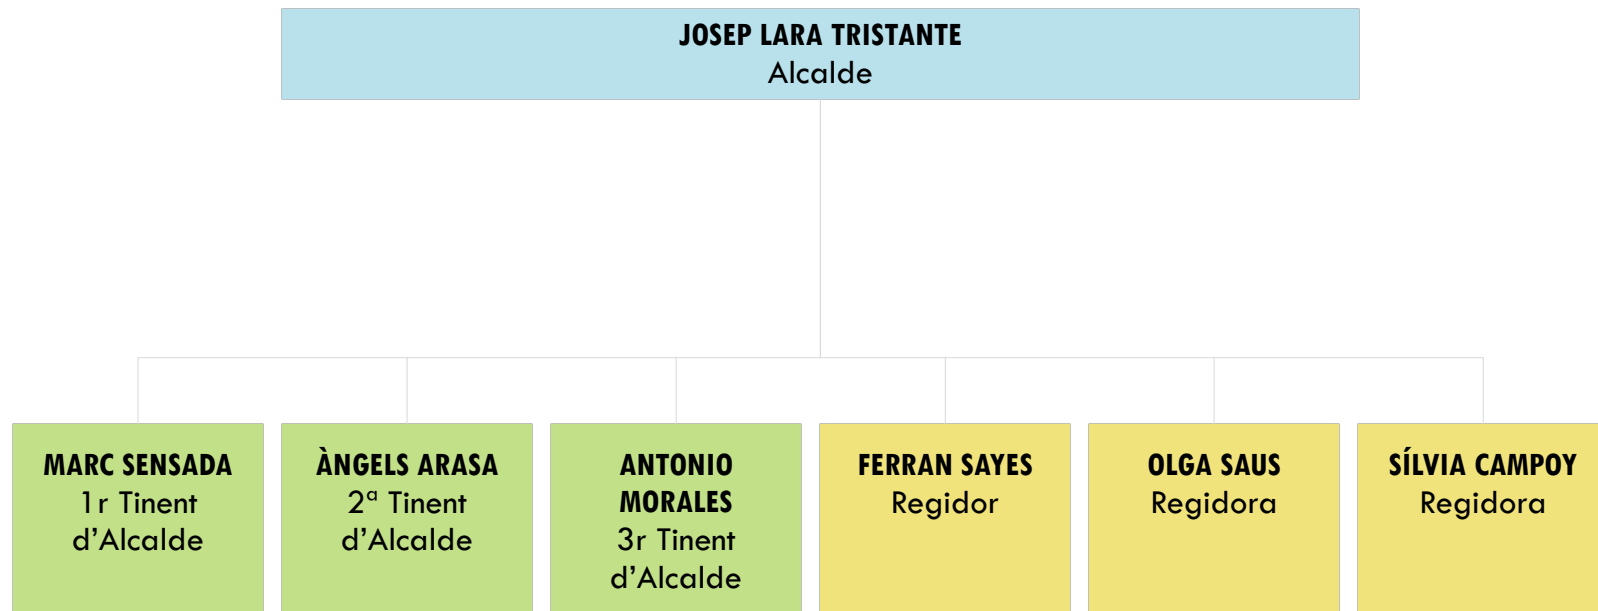 JOSEP LARA TRISTANTE
Alcalde
MARC SENSADA
1r Tinent
d’Alcalde
ÀNGELS ARASA
2ª Tinent
d’Alcalde
ANTONIO
MORALES
3r Tinent
d’Alcalde
FERRAN SAYES
Regidor
OLGA SAUS
Regidora
SÍLVIA CAMPOY
Regidora